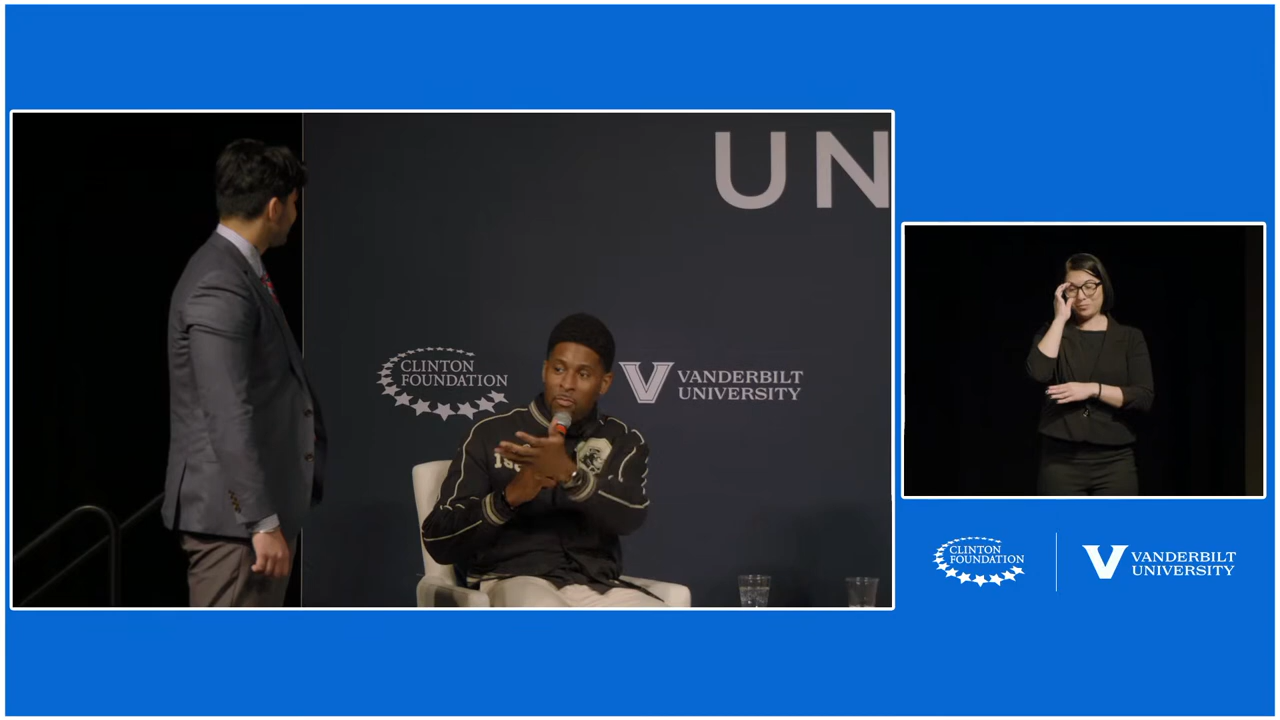 UN
CLINTON
FOUNDATION
VANDERBILT
UNIVERSITY
CLINTON
FOUNDATION
VANDERBILT
UNIVERSITY